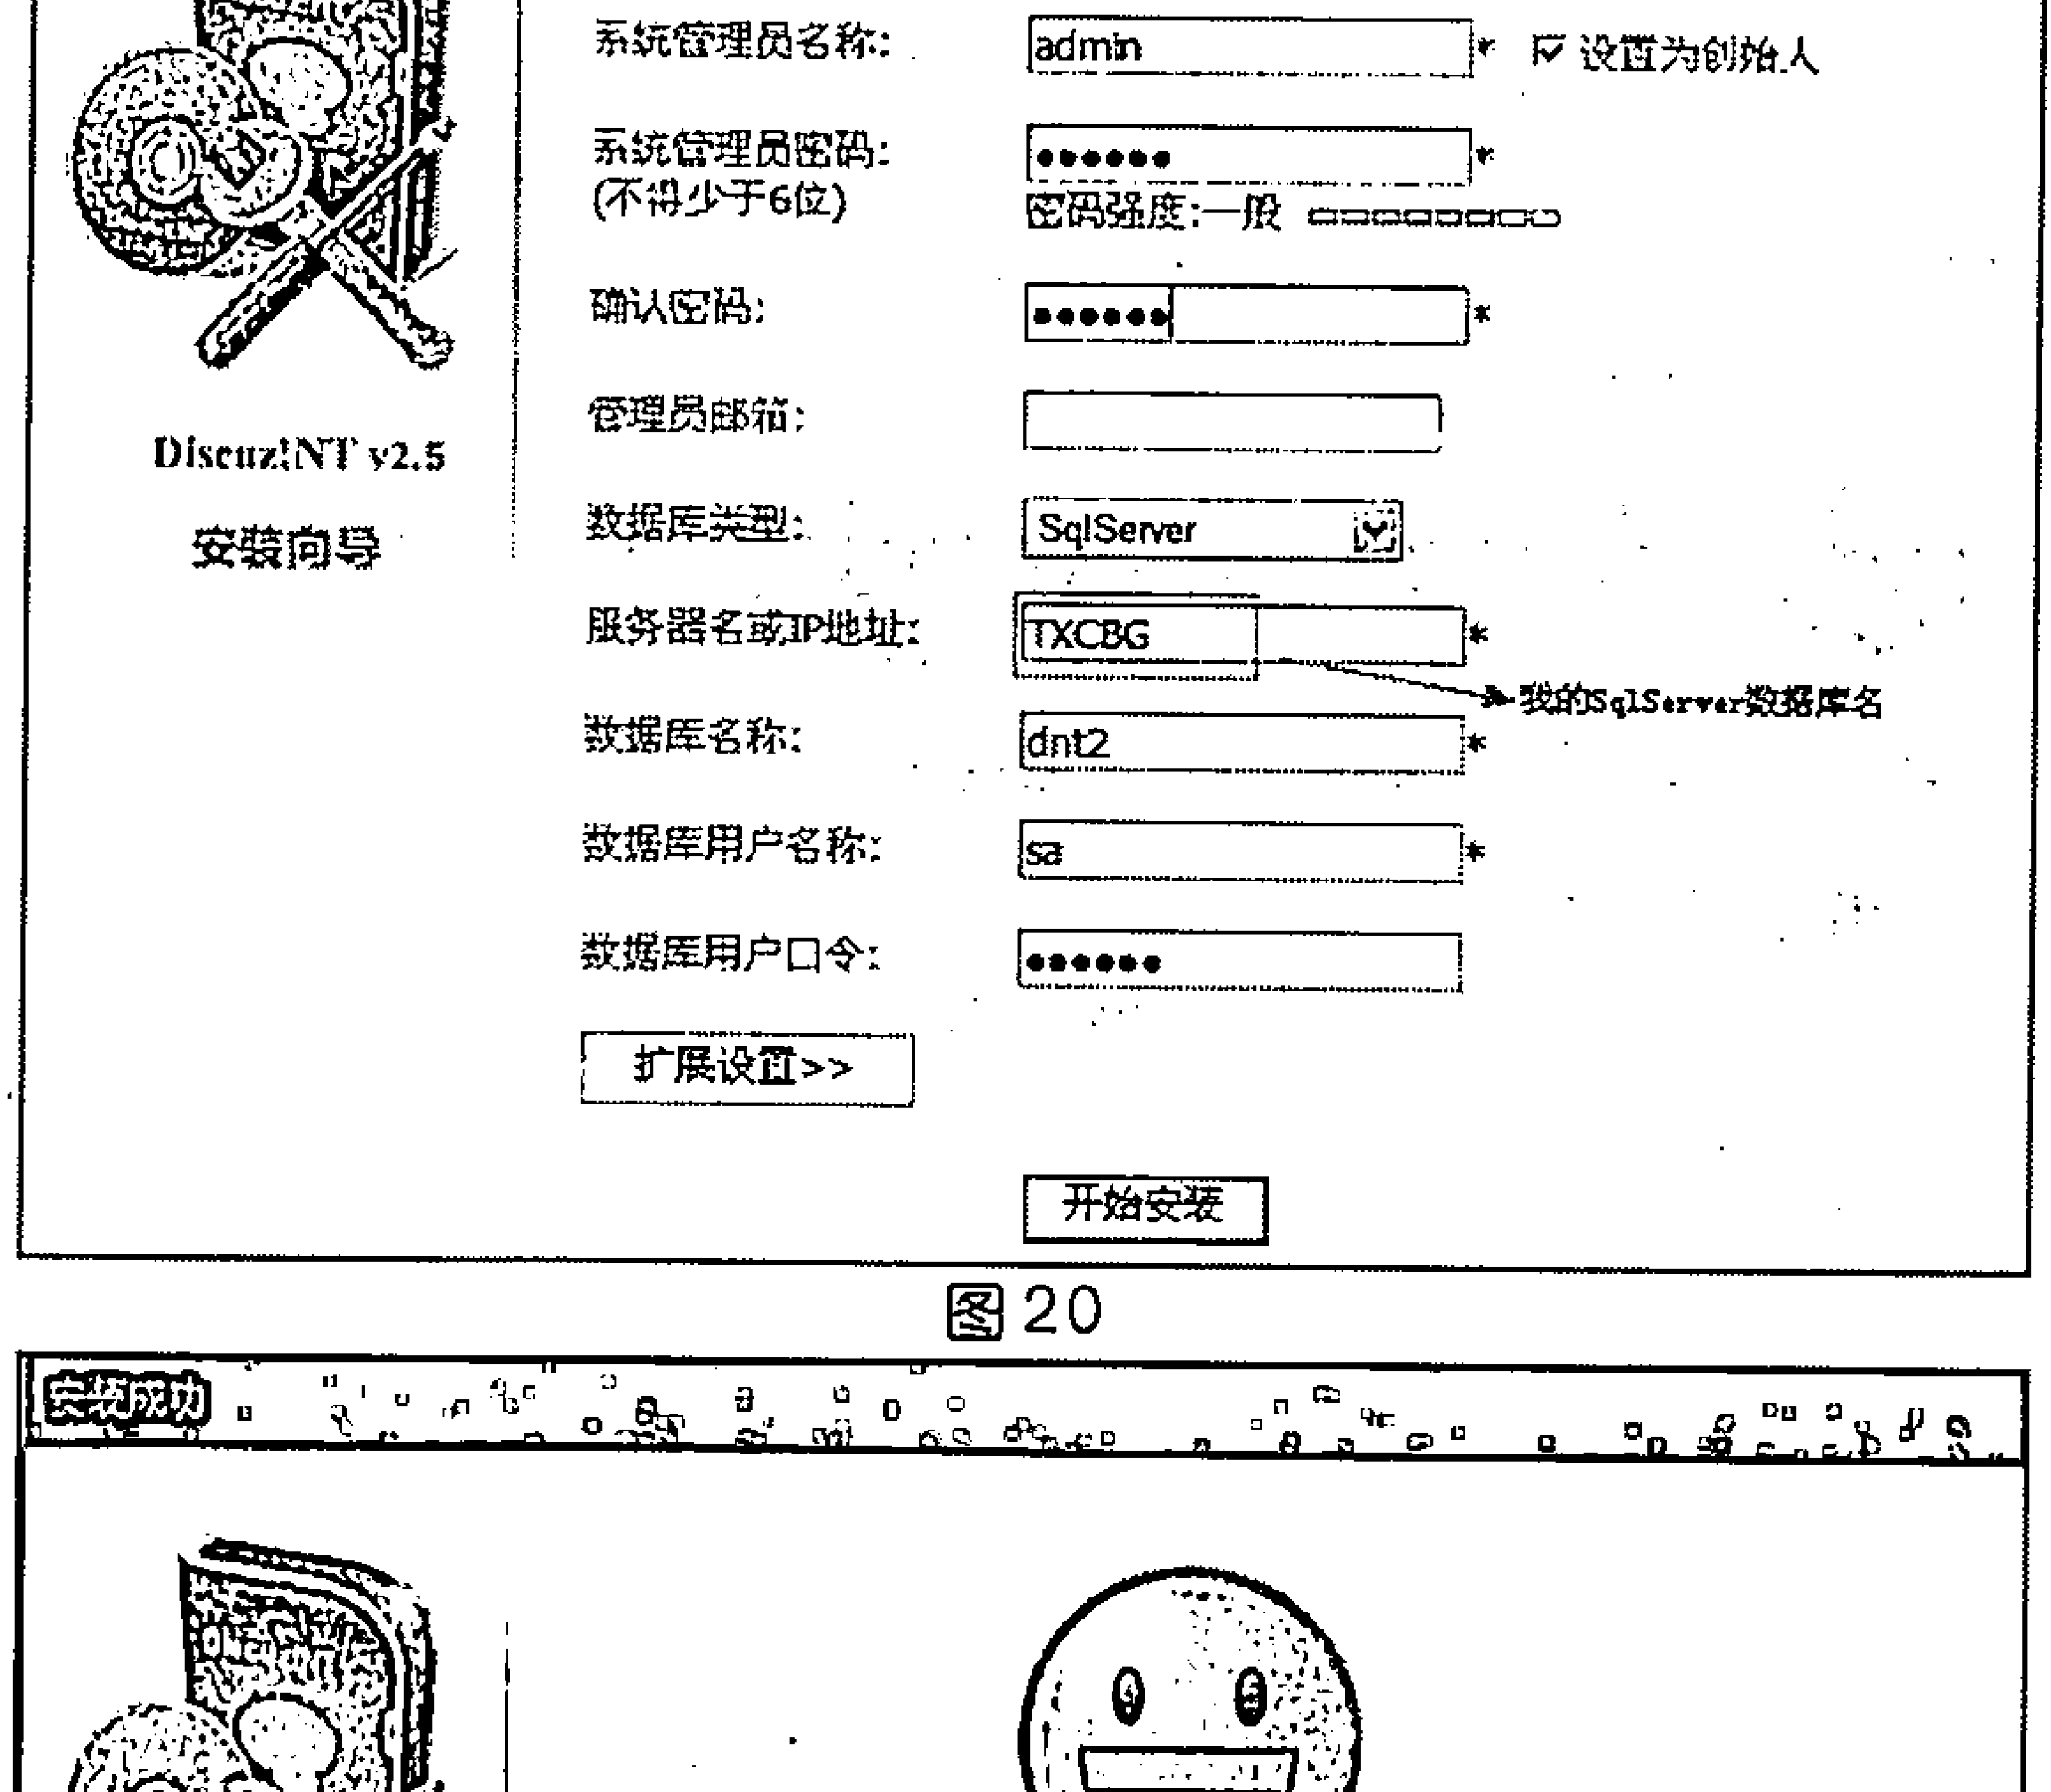 系统管理员名称: admin * 设置为创始人
系统管理员密码: ●●●●●● *
(不得少于6位) 密码强度:一般
确认密码: ●●●●●● *
管理员邮箱:
Discuz!NT v2.5
安装向导
数据库类型: SqlServer
服务器名或IP地址: TXCBG *
我的SqlServer数据库名
数据库名称: dnt2 *
数据库用户名称: sa *
数据库用户口令: ●●●●●●
扩展设置>>
开始安装
图 20
安装成功